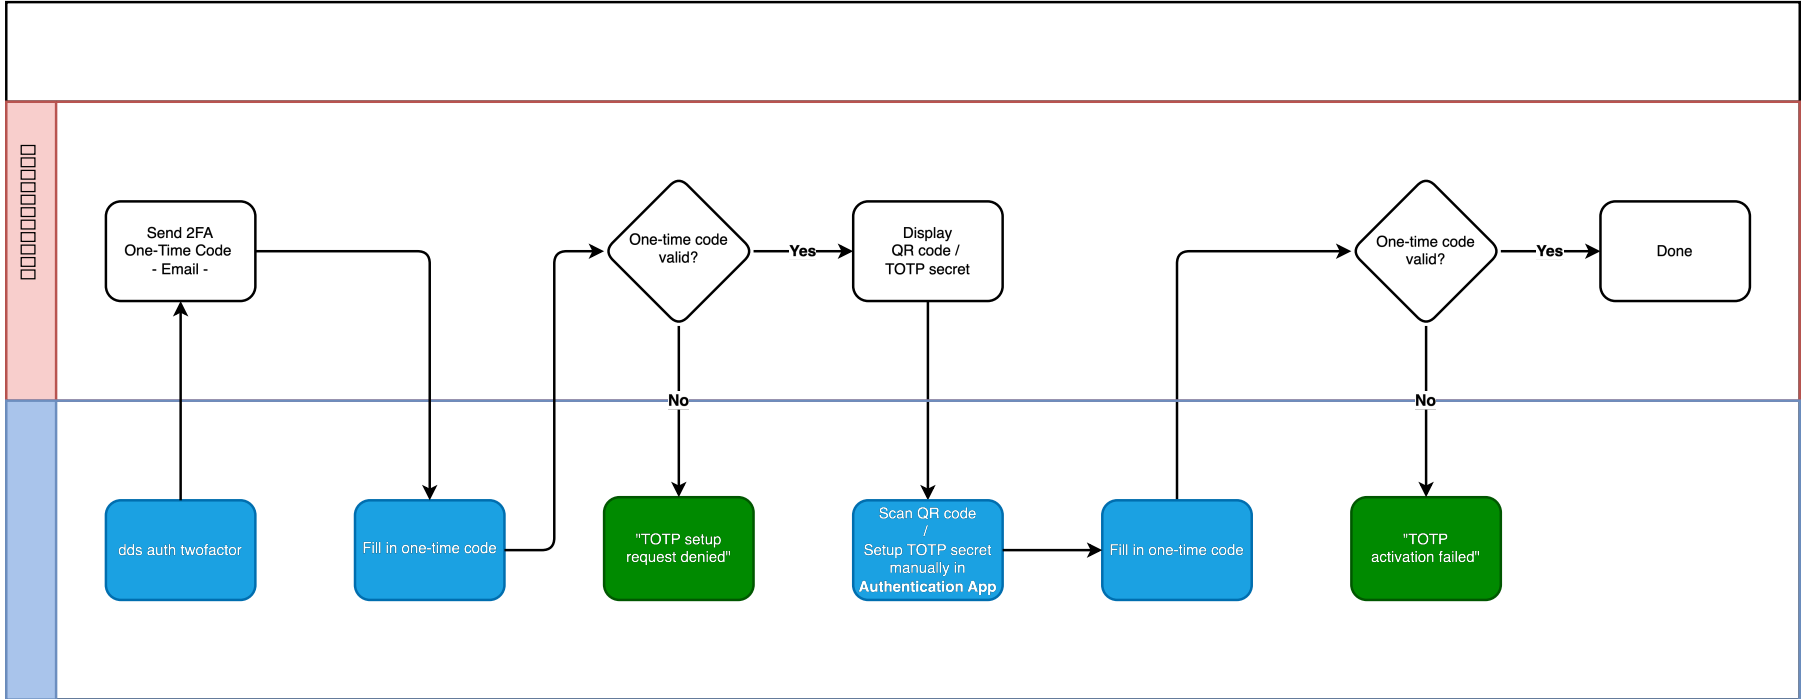 Send 2FA
One-Time Code
- Email -
One-time code
valid?
Yes
Display
QR code /
TOTP secret
One-time code
valid?
Yes
Done
No
No
dds auth twofactor
Fill in one-time code
"TOTP setup
request denied"
Scan QR code
/
Setup TOTP secret
manually in
Authentication App
Fill in one-time code
"TOTP
activation failed"